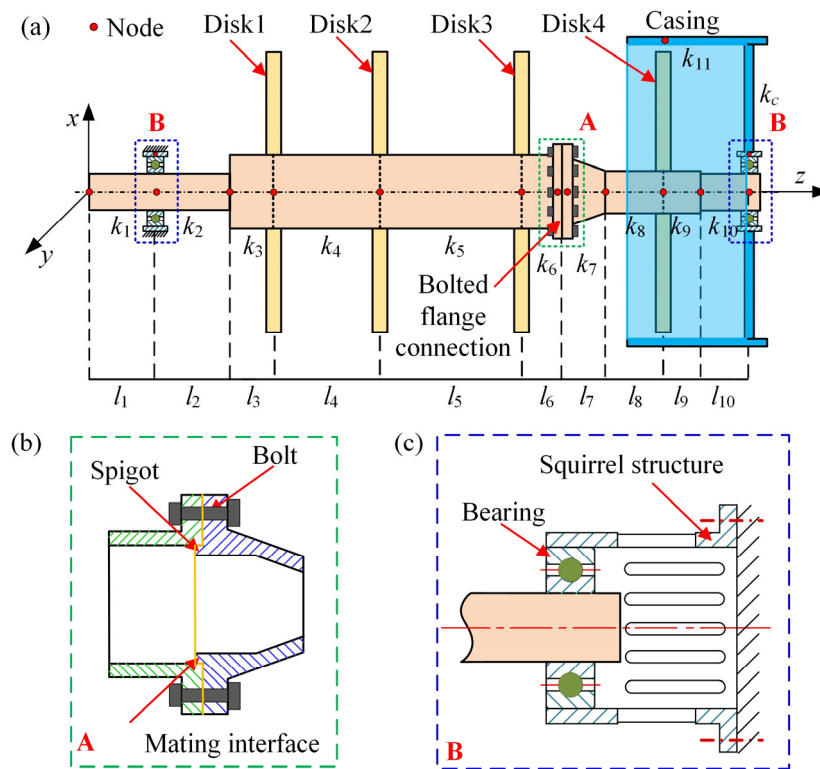 (a)
Node
Disk1
Disk2
Disk3
Disk4
Casing
x
B
A
k11
kc
B
z
y
k1
k2
k3
k4
k5
k6
k7
k8
k9
k10
Bolted
flange
connection
l1
l2
l3
l4
l5
l6
l7
l8
l9
l10
(b)
Spigot
Bolt
A
Mating interface
(c)
Squirrel structure
Bearing
B